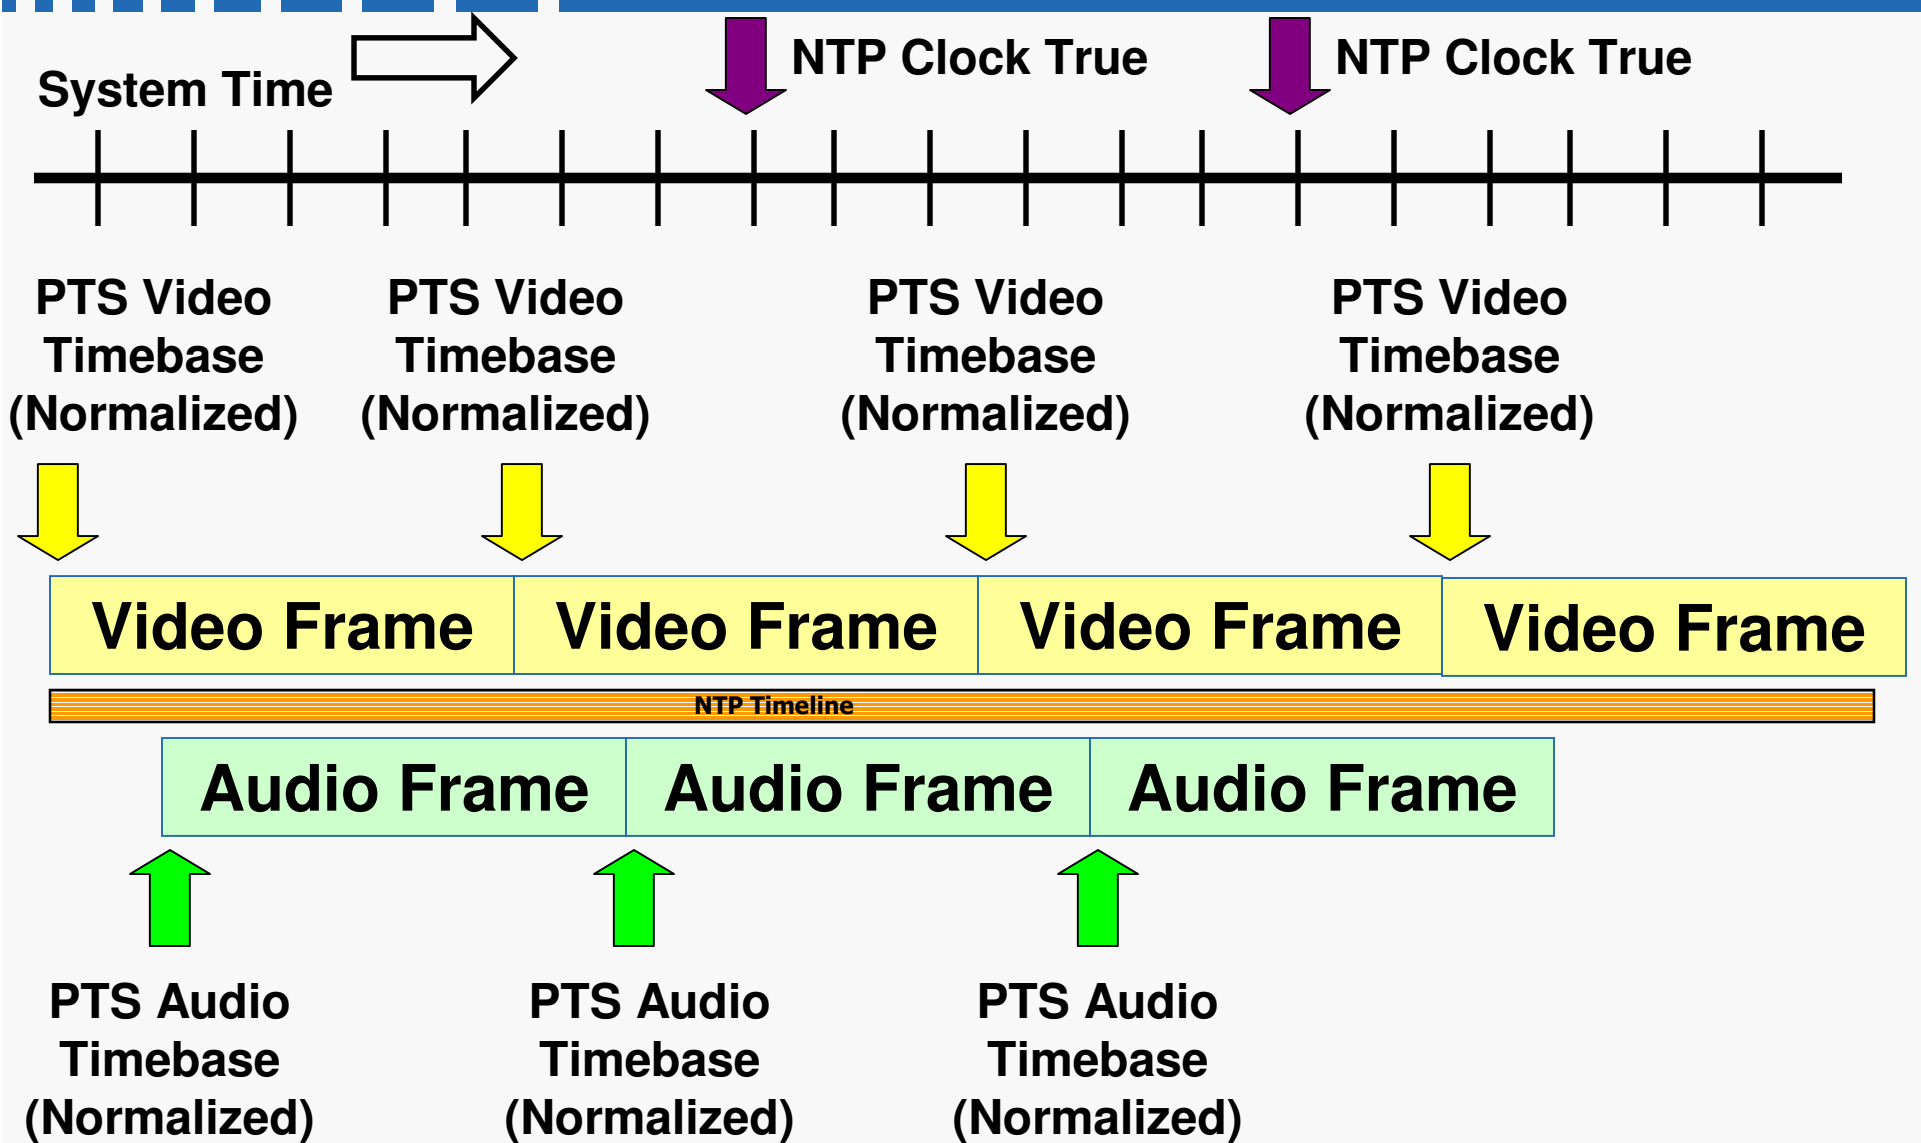 NTP Clock True
NTP Clock True
System Time
PTS Video
Timebase
(Normalized)
PTS Video
Timebase
(Normalized)
PTS Video
Timebase
(Normalized)
PTS Video
Timebase
(Normalized)
Video Frame
Video Frame
Video Frame
Video Frame
NTP Timeline
Audio Frame
Audio Frame
Audio Frame
PTS Audio
Timebase
(Normalized)
PTS Audio
Timebase
(Normalized)
PTS Audio
Timebase
(Normalized)